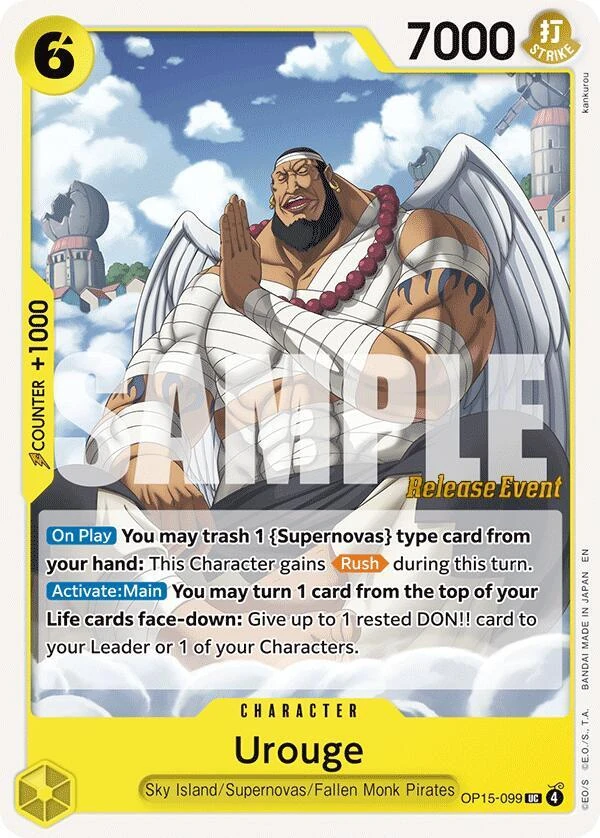 6
7000
打
STRIKE
kankurou
COUNTER +1000
SAMPLE
Release Event
On Play You may trash 1 {Supernovas} type card from
your hand: This Character gains Rush during this turn.
Activate:Main You may turn 1 card from the top of your
Life cards face-down: Give up to 1 rested DON!! card to
your Leader or 1 of your Characters.
CHARACTER
Urouge
Sky Island/Supernovas/Fallen Monk Pirates
OP15-099 UC 4
©EO/S ©E.O./S., T.A. BANDAI MADE IN JAPAN EN